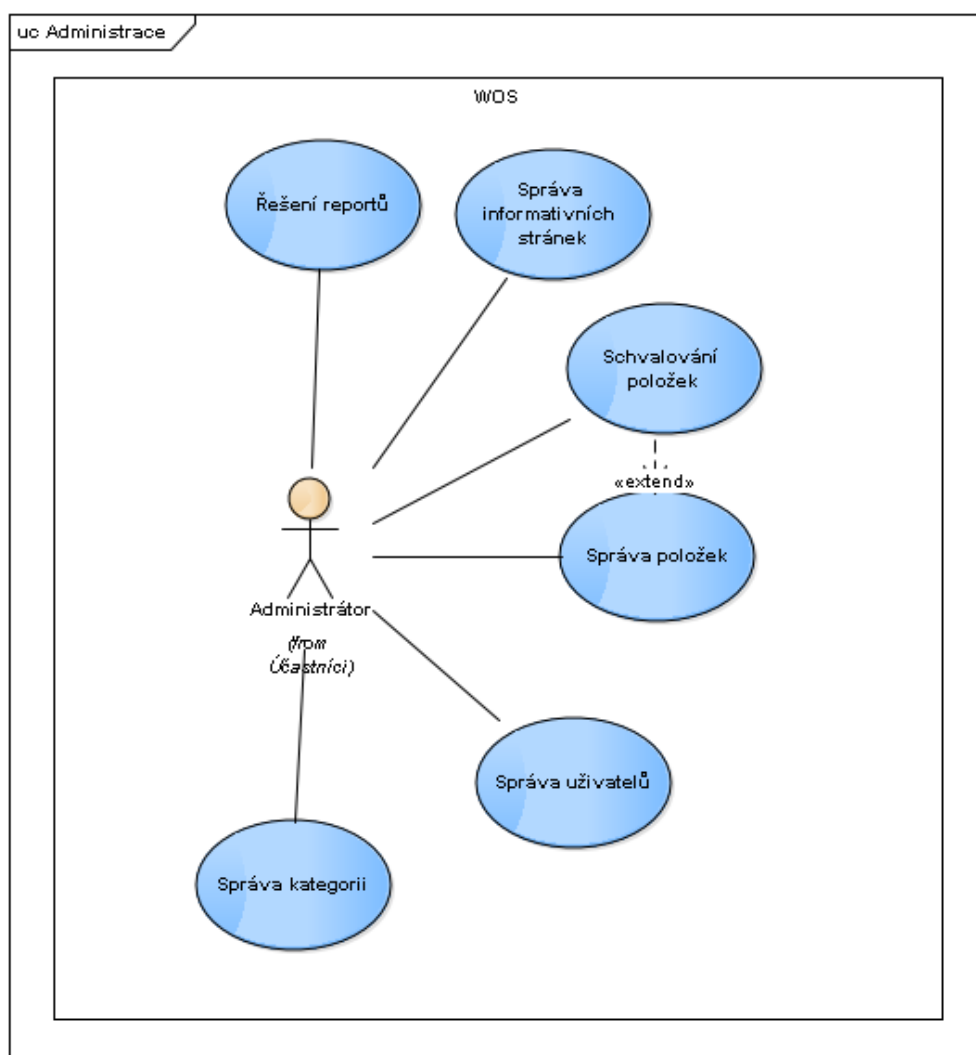 uc Administrace
WOS
Řešení reportů
Správa
informativních
stránek
Schvalování
položek
«extend»
Správa položek
Administrátor
(from
Účastníci)
Správa uživatelů
Správa kategorii